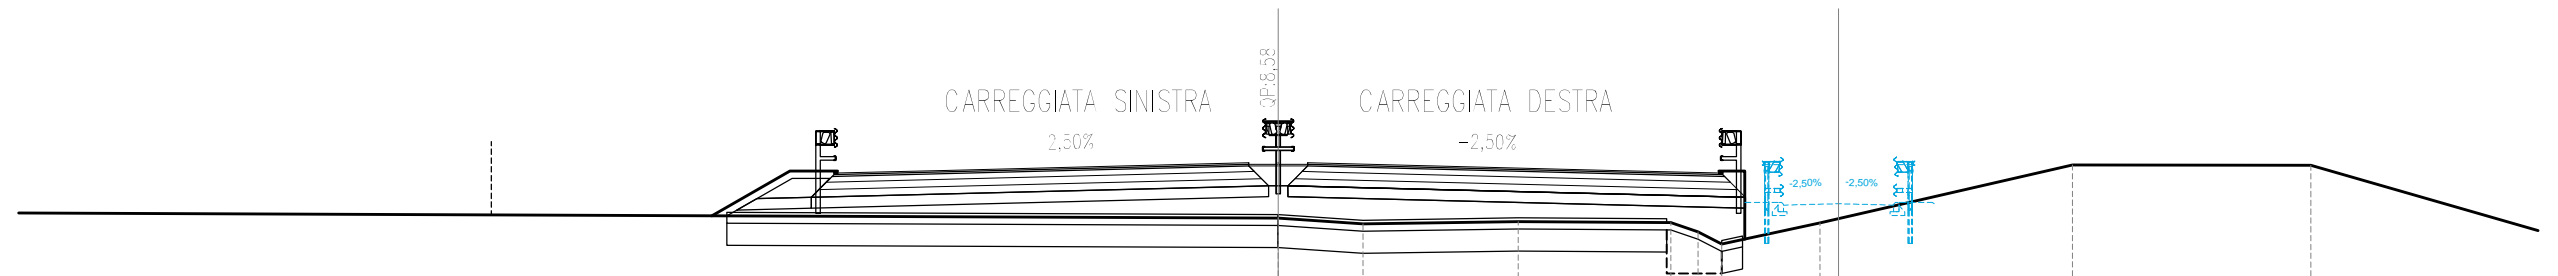 QP:8,58
CARREGGIATA SINISTRA
CARREGGIATA DESTRA
2,50%
-2,50%
-2,50%
-2,50%